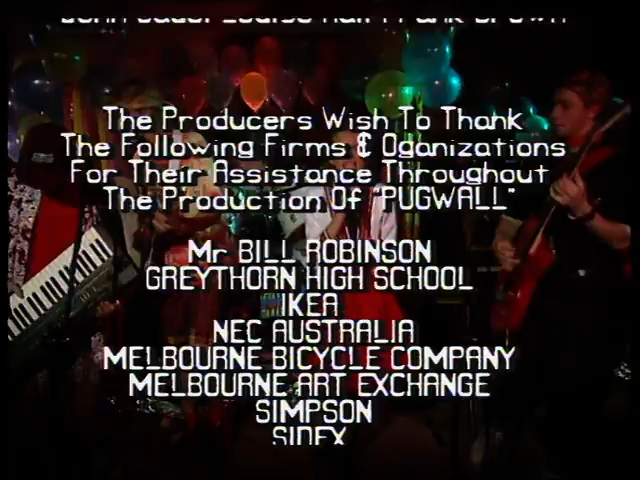 The Producers Wish To Thank
The Following Firms & Oganizations
For Their Assistance Throughout
The Production Of "PUGWALL"
Mr BILL ROBINSON
GREYTHORN HIGH SCHOOL
IKEA
NEC AUSTRALIA
MELBOURNE BICYCLE COMPANY
MELBOURNE ART EXCHANGE
SIMPSON
SIDEX